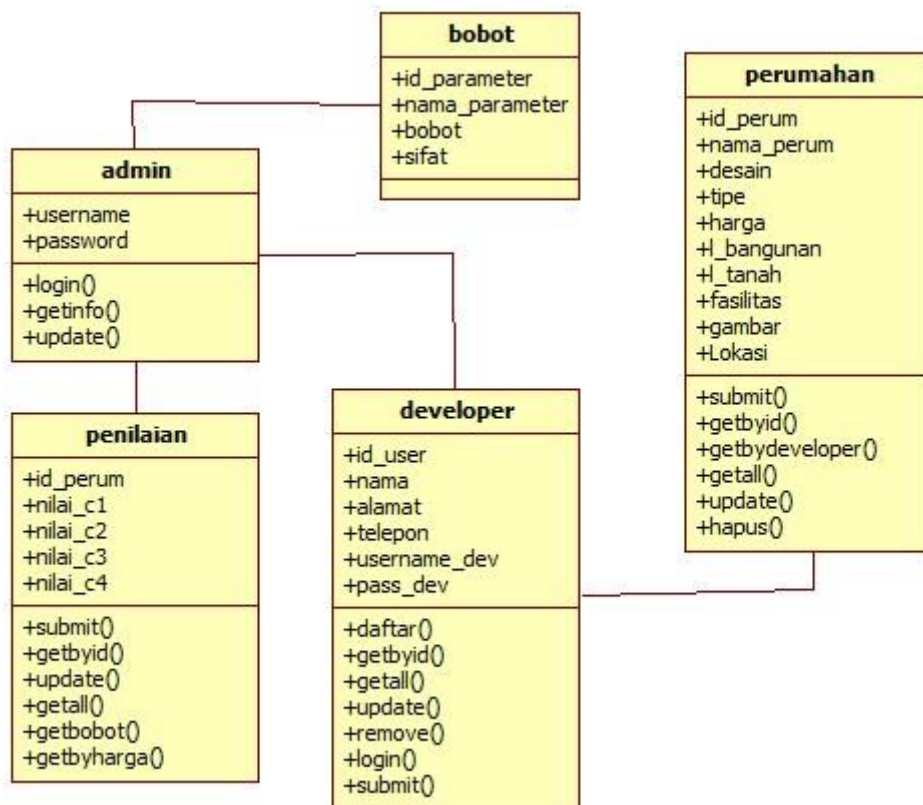 bobot
+id_parameter
+nama_parameter
+bobot
+sifat
perumahan
+id_perum
+nama_perum
+desain
+tipe
+harga
+l_bangunan
+l_tanah
+fasilitas
+gambar
+Lokasi
+submit()
+getbyid()
+getbydeveloper()
+getall()
+update()
+hapus()
admin
+username
+password
+login()
+getinfo()
+update()
penilaian
+id_perum
+nilai_c1
+nilai_c2
+nilai_c3
+nilai_c4
+submit()
+getbyid()
+update()
+getall()
+getbobot()
+getbyharga()
developer
+id_user
+nama
+alamat
+telepon
+username_dev
+pass_dev
+daftar()
+getbyid()
+getall()
+update()
+remove()
+login()
+submit()